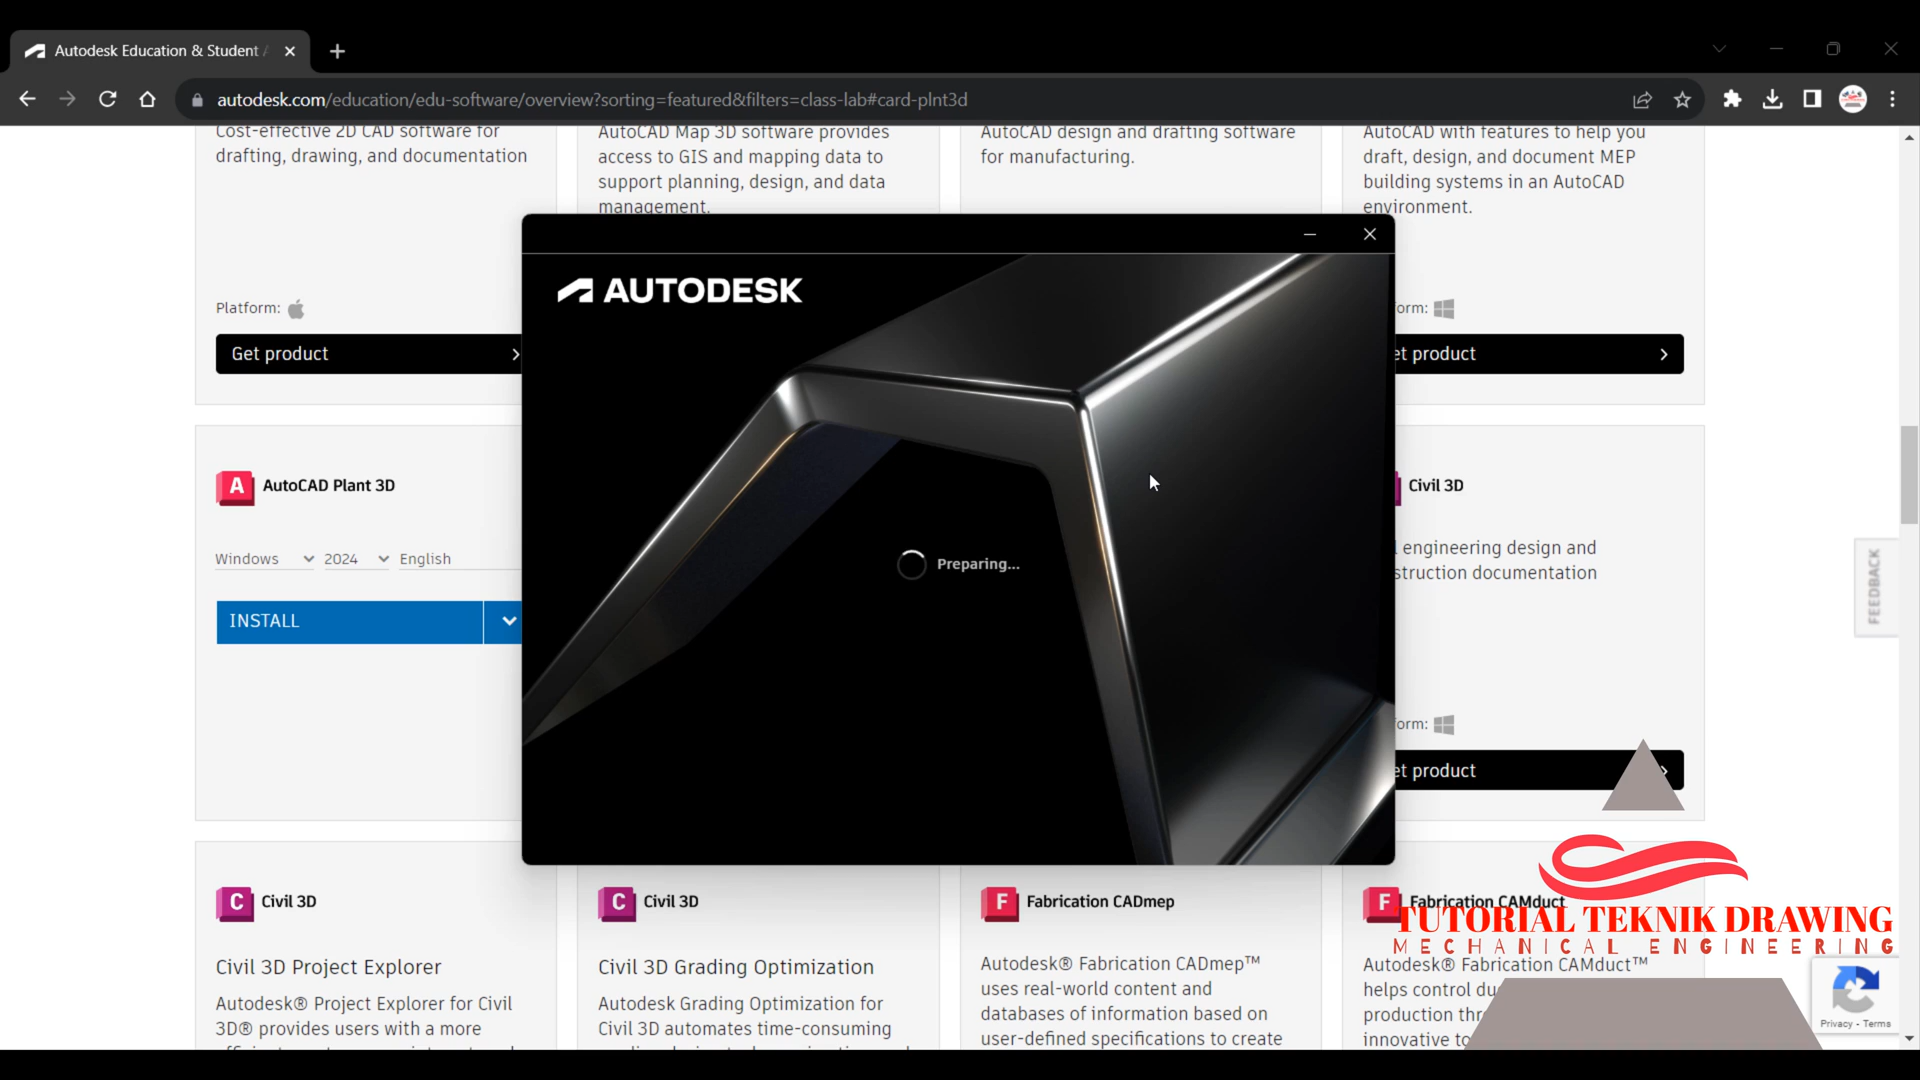 Autodesk Education & Student A
autodesk.com/education/edu-software/overview?sorting=featured&filters=class-lab#card-plnt3d
Cost-effective 2D CAD software for
drafting, drawing, and documentation
Platform:
Get product
AutoCAD Map 3D software provides
access to GIS and mapping data to
support planning, design, and data
management.
AutoCAD design and drafting software
for manufacturing.
AutoCAD with features to help you
draft, design, and document MEP
building systems in an AutoCAD
environment.
orm:
et product
AUTODESK
Preparing...
A AutoCAD Plant 3D
Windows 2024 English
INSTALL
Civil 3D
engineering design and
struction documentation
orm:
et product
FEEDBACK
C Civil 3D
Civil 3D Project Explorer
Autodesk® Project Explorer for Civil
3D® provides users with a more
C Civil 3D
Civil 3D Grading Optimization
Autodesk Grading Optimization for
Civil 3D automates time-consuming
F Fabrication CADmep
Autodesk® Fabrication CADmep™
uses real-world content and
databases of information based on
user-defined specifications to create
F Fabrication CAMduct
Autodesk® Fabrication CAMduct™
helps control du
production thr
innovative to
TUTORIAL TEKNIK DRAWING
MECHANICAL ENGINEERING
Privacy - Terms